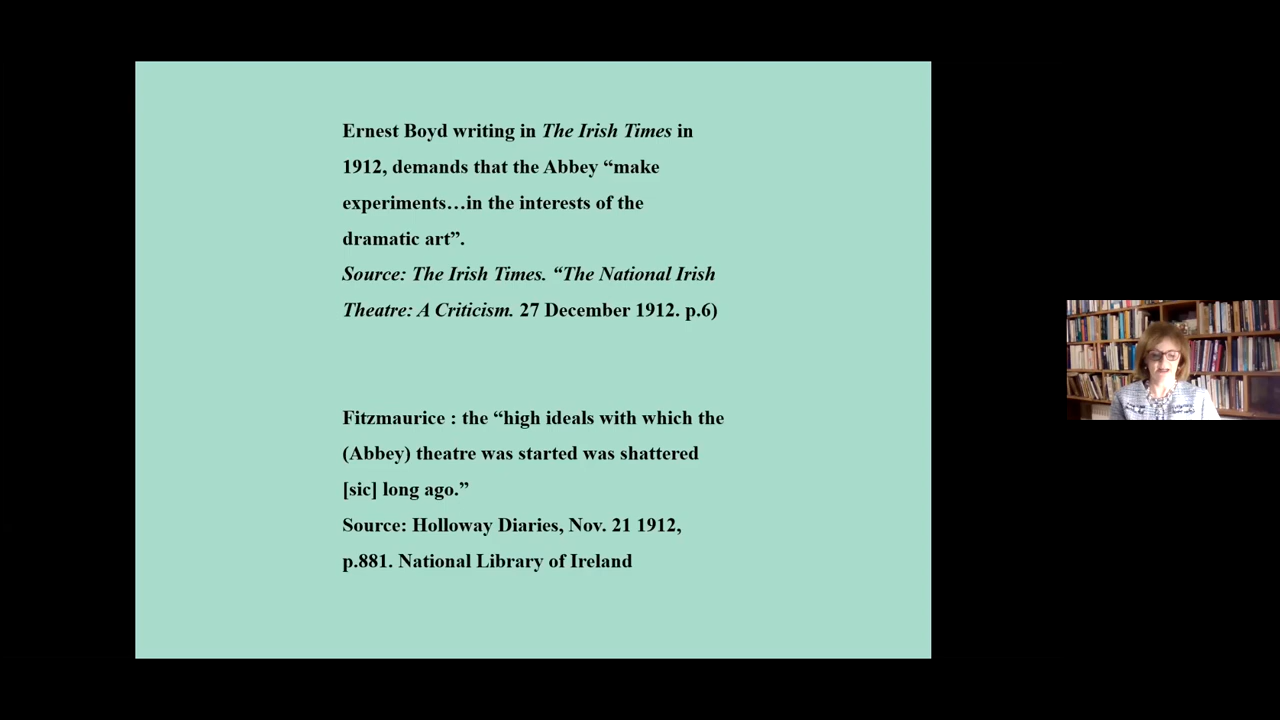 Ernest Boyd writing in The Irish Times in
1912, demands that the Abbey “make
experiments…in the interests of the
dramatic art”.
Source: The Irish Times. “The National Irish
Theatre: A Criticism. 27 December 1912. p.6)
Fitzmaurice : the “high ideals with which the
(Abbey) theatre was started was shattered
[sic] long ago.”
Source: Holloway Diaries, Nov. 21 1912,
p.881. National Library of Ireland